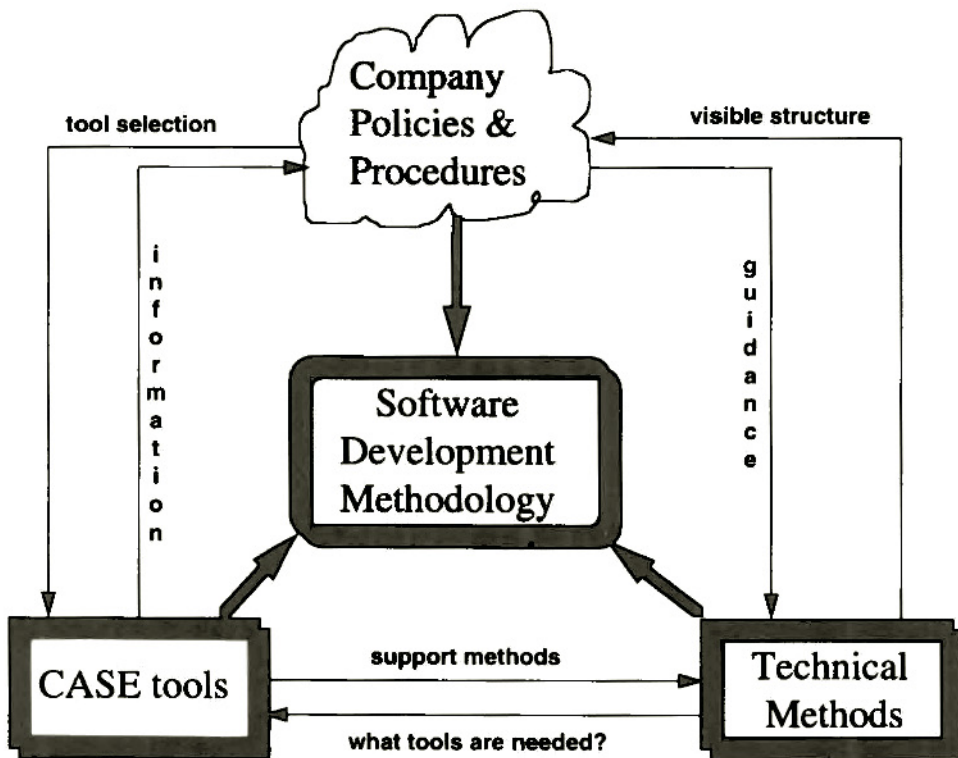 Company
Policies &
Procedures
tool selection
visible structure
information
guidance
Software
Development
Methodology
CASE tools
support methods
what tools are needed?
Technical
Methods